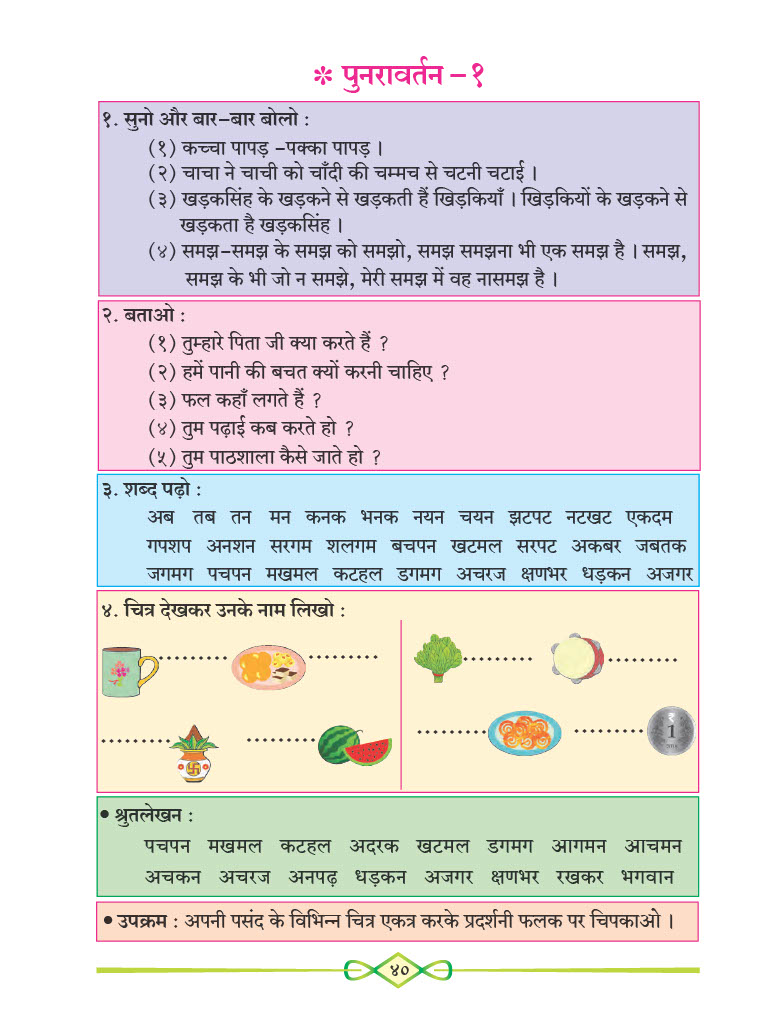 * पुनरावर्तन – १
१. सुनो और बार–बार बोलो :
(१) कच्चा पापड़ –पक्का पापड़ ।
(२) चाचा ने चाची को चाँदी की चम्मच से चटनी चटाई ।
(३) खड़कसिंह के खड़कने से खड़कती हैं खिड़कियाँ । खिड़कियों के खड़कने से
खड़कता है खड़कसिंह ।
(४) समझ–समझ के समझ को समझो, समझ समझना भी एक समझ है । समझ,
समझ के भी जो न समझे, मेरी समझ में वह नासमझ है ।
२. बताओ :
(१) तुम्हारे पिता जी क्या करते हैं ?
(२) हमें पानी की बचत क्यों करनी चाहिए ?
(३) फल कहाँ लगते हैं ?
(४) तुम पढ़ाई कब करते हो ?
(५) तुम पाठशाला कैसे जाते हो ?
३. शब्द पढ़ो :
अब तब तन मन कनक भनक नयन चयन झटपट नटखट एकदम
गपशप अनशन सरगम शलगम बचपन खटमल सरपट अकबर जबतक
जगमग पचपन मखमल कटहल डगमग अचरज क्षणभर धड़कन अजगर
४. चित्र देखकर उनके नाम लिखो :
₹
1
• श्रुतलेखन :
पचपन मखमल कटहल अदरक खटमल डगमग आगमन आचमन
अचकन अचरज अनपढ़ धड़कन अजगर क्षणभर रखकर भगवान
• उपक्रम : अपनी पसंद के विभिन्न चित्र एकत्र करके प्रदर्शनी फलक पर चिपकाओ ।
४०